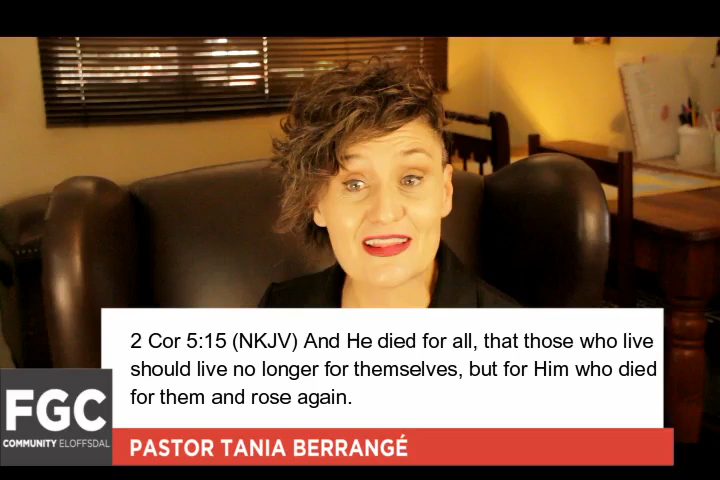 2 Cor 5:15 (NKJV) And He died for all, that those who live
should live no longer for themselves, but for Him who died
for them and rose again.
FGC
COMMUNITY ELOFFSDAL
PASTOR TANIA BERRANGÉ